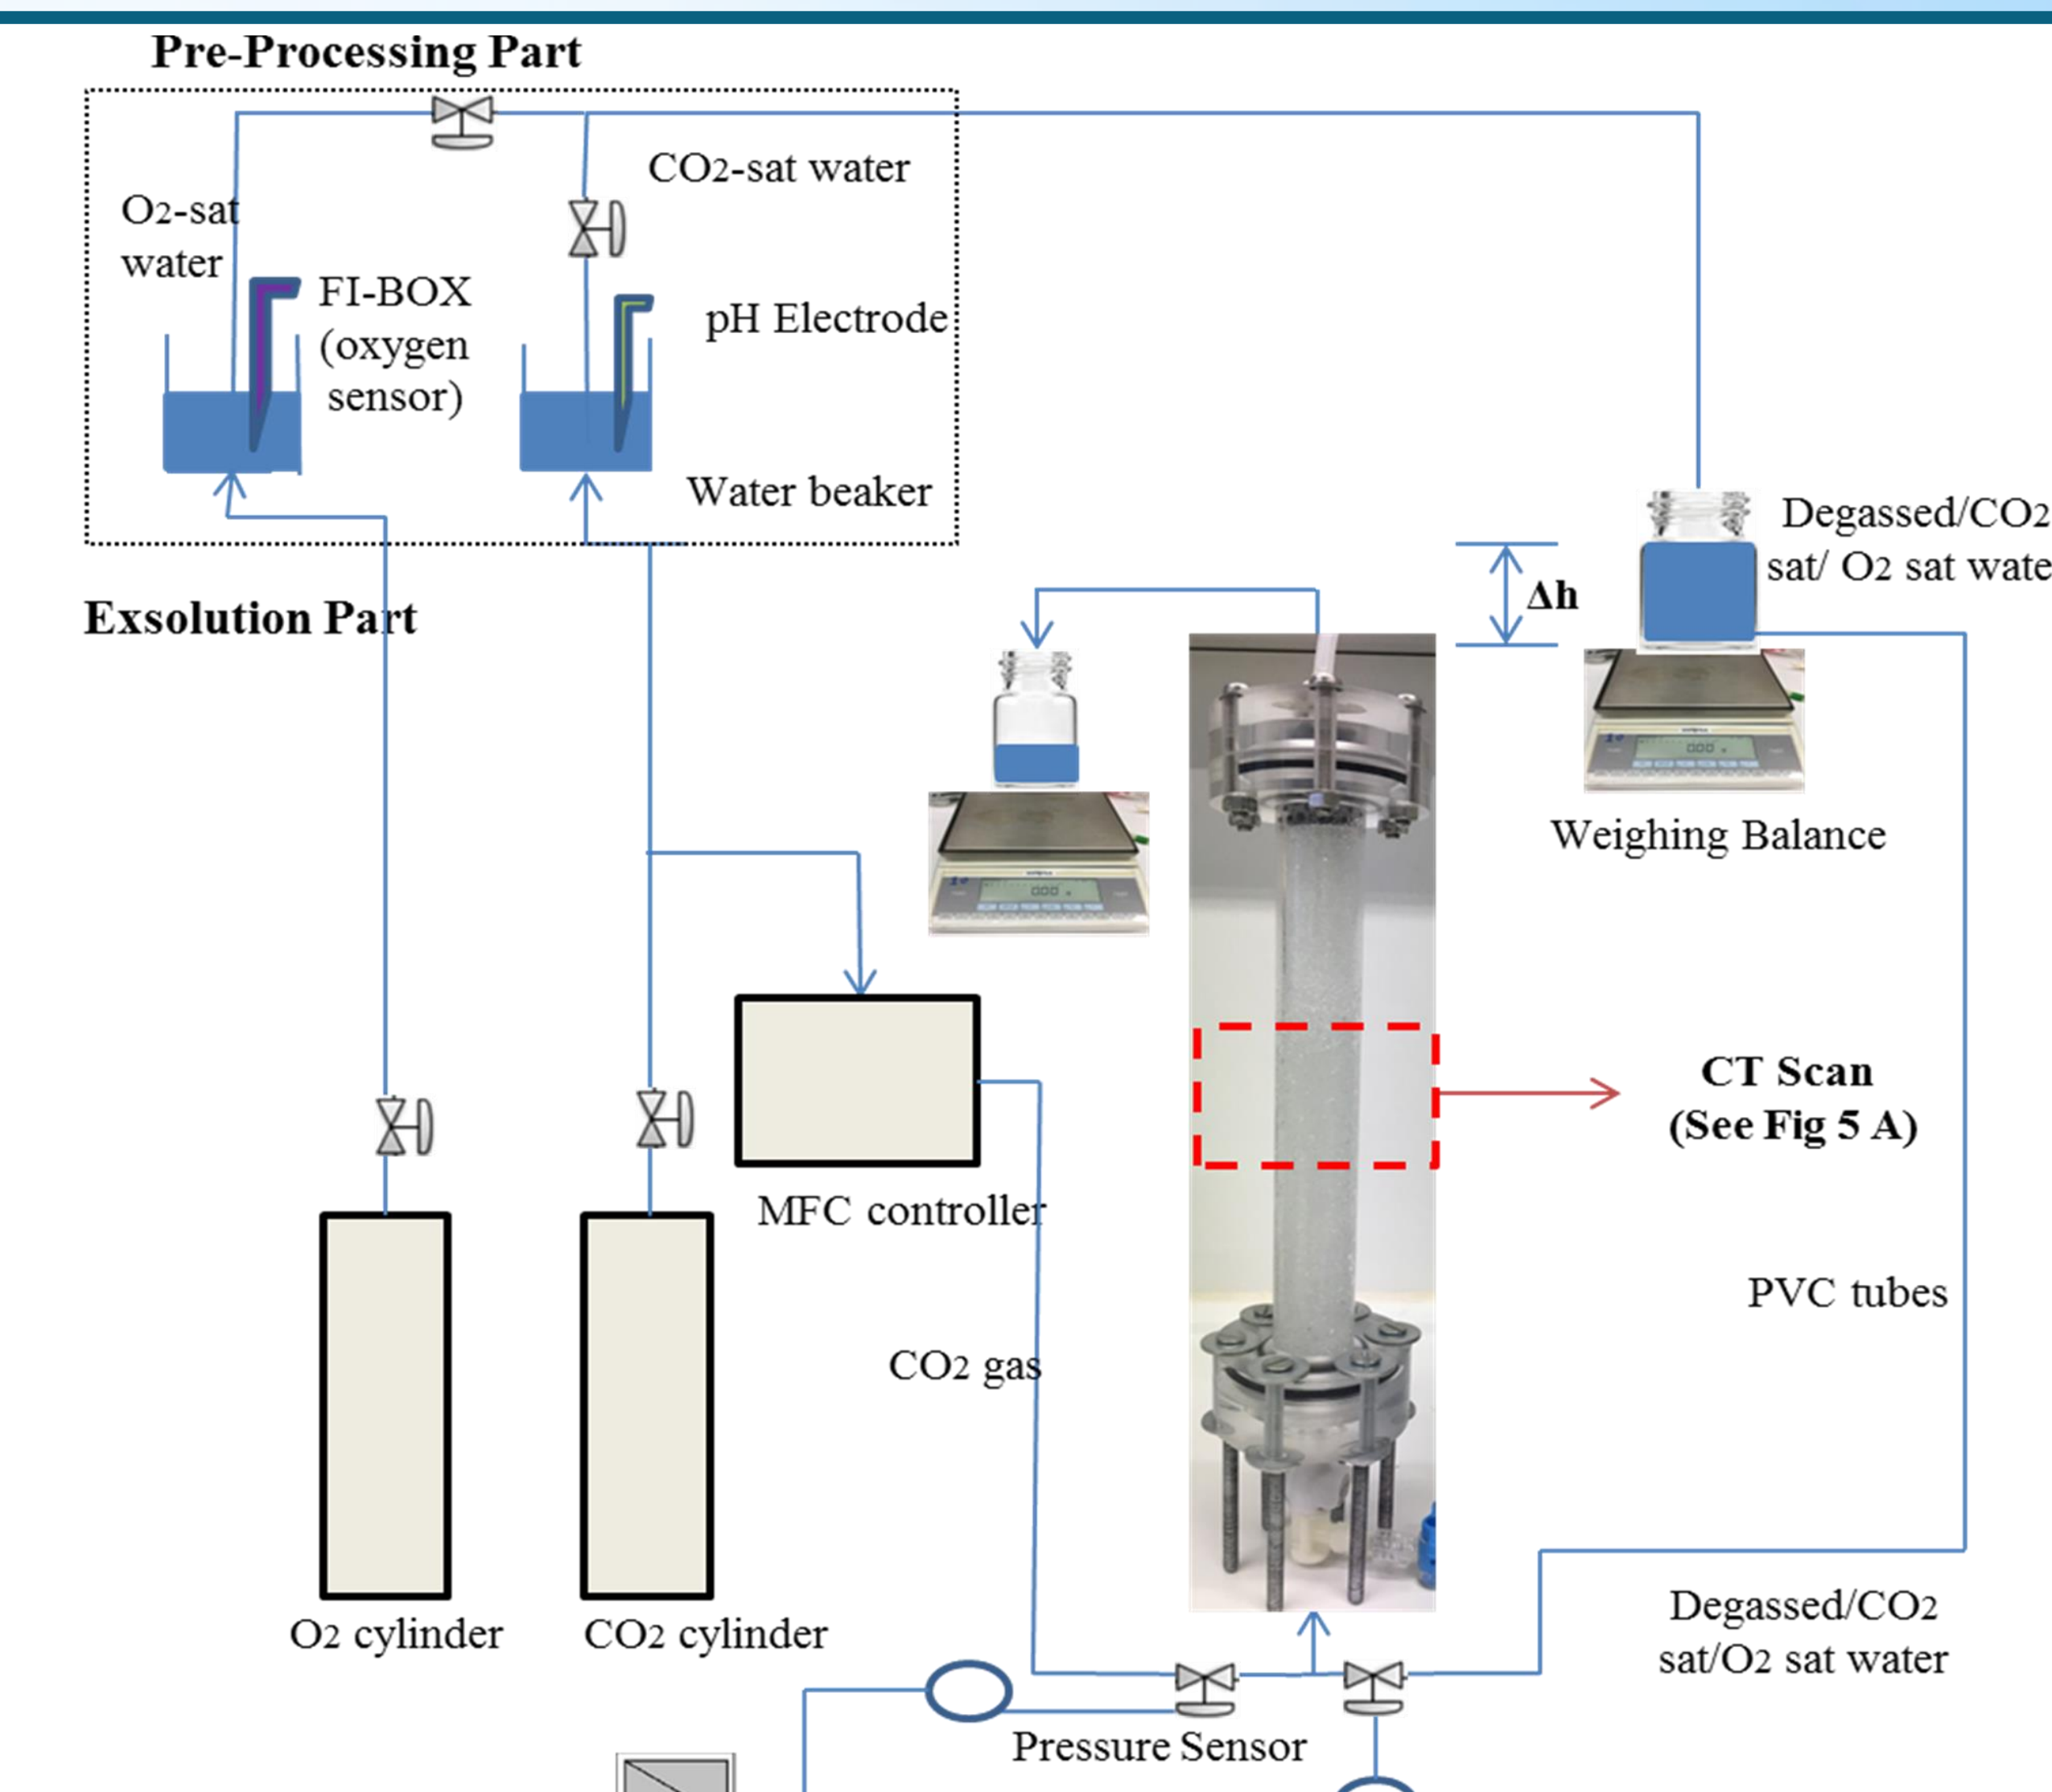 Pre-Processing Part
CO2-sat water
O2-sat
water
FI-BOX
(oxygen
sensor)
pH Electrode
Water beaker
Degassed/CO2
sat/ O2 sat wate
Δh
Exsolution Part
000
Weighing Balance
000
CT Scan
(See Fig 5 A)
MFC controller
PVC tubes
CO2 gas
O2 cylinder
CO2 cylinder
Degassed/CO2
sat/O2 sat water
Pressure Sensor